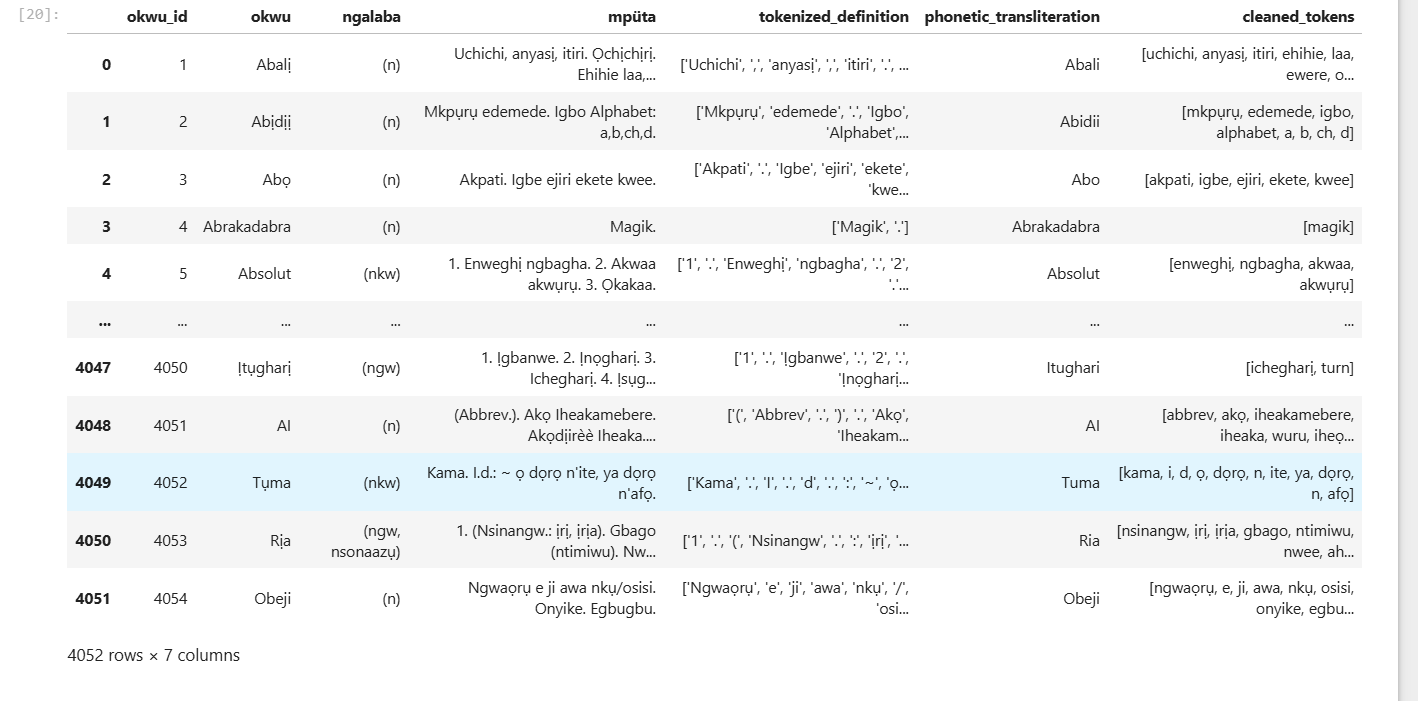 [20]:
okwu_id okwu ngalaba mpüta tokenized_definition phonetic_transliteration cleaned_tokens
0 1 Abalị (n) Uchichi, anyasị, itiri. Ọchịchịrị. Ehihie laa,... ['Uchichi', ',', 'anyasị', ',', 'itiri', '.', ... Abali [uchichi, anyasị, itiri, ehihie, laa, ewere, o...
1 2 Abịdịị (n) Mkpụrụ edemede. Igbo Alphabet: a,b,ch,d. ['Mkpụrụ', 'edemede', '.', 'Igbo', 'Alphabet',... Abidii [mkpụrụ, edemede, igbo, alphabet, a, b, ch, d]
2 3 Abọ (n) Akpati. Igbe ejiri ekete kwee. ['Akpati', '.', 'Igbe', 'ejiri', 'ekete', 'kwe... Abo [akpati, igbe, ejiri, ekete, kwee]
3 4 Abrakadabra (n) Magik. ['Magik', '.'] Abrakadabra [magik]
4 5 Absolut (nkw) 1. Enweghị ngbagha. 2. Akwaa akwụrụ. 3. Ọkakaa. ['1', '.', 'Enweghị', 'ngbagha', '.', '2', '.'... Absolut [enweghị, ngbagha, akwaa, akwụrụ]
... ... ... ... ... ... ... ...
4047 4050 Ịtụgharị (ngw) 1. Ịgbanwe. 2. Ịnọgharị. 3. Ichegharị. 4. Ịsụg... ['1', '.', 'Ịgbanwe', '.', '2', '.', 'Ịnọgharị... Itughari [ichegharị, turn]
4048 4051 AI (n) (Abbrev.). Akọ Iheakamebere. Akọdịirèè Iheaka.... ['(', 'Abbrev', '.', ')', '.', 'Akọ', 'Iheakam... AI [abbrev, akọ, iheakamebere, iheaka, wuru, iheọ...
4049 4052 Tụma (nkw) Kama. I.d.: ~ ọ dọrọ n'ite, ya dọrọ n'afọ. ['Kama', '.', 'I', '.', 'd', '.', ':', '~', 'ọ... Tuma [kama, i, d, ọ, dọrọ, n, ite, ya, dọrọ, n, afọ]
4050 4053 Rịa (ngw, nsonaazụ) 1. (Nsinangw.: ịrị, ịrịa). Gbago (ntimiwu). Nw... ['1', '.', '(', 'Nsinangw', '.', ':', 'ịrị', '... Ria [nsinangw, ịrị, ịrịa, gbago, ntimiwu, nwee, ah...
4051 4054 Obeji (n) Ngwaọrụ e ji awa nkụ/osisi. Onyike. Egbugbu. ['Ngwaọrụ', 'e', 'ji', 'awa', 'nkụ', '/', 'osi... Obeji [ngwaọrụ, e, ji, awa, nkụ, osisi, onyike, egbu...
4052 rows × 7 columns